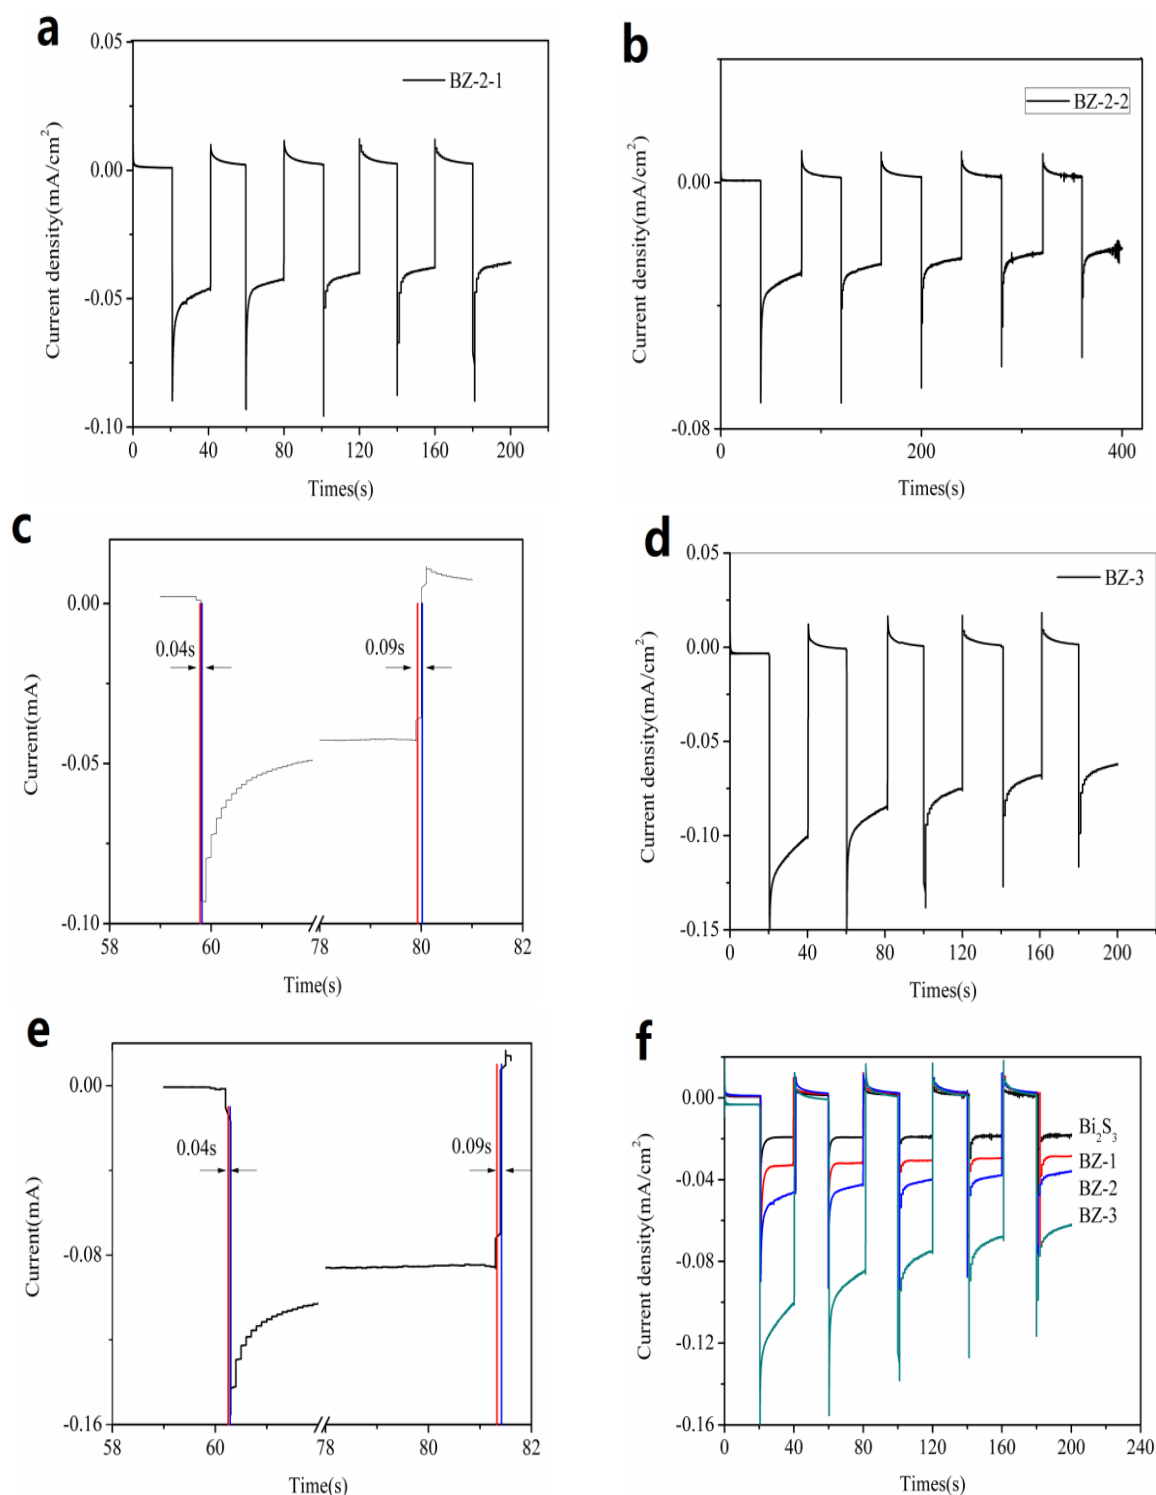 a
0.05
0.00
-0.05
-0.10
Current density(mA/cm²)
BZ-2-1
0 40 80 120 160 200
Times(s)
b
0.00
-0.08
Current density(mA/cm²)
BZ-2-2
0 200 400
Times(s)
c
0.00
-0.05
-0.10
Current(mA)
0.04s
0.09s
58 60 78 80 82
Time(s)
d
0.05
0.00
-0.05
-0.10
-0.15
Current density(mA/cm²)
BZ-3
0 40 80 120 160 200
Times(s)
e
0.00
-0.08
-0.16
Current(mA)
0.04s
0.09s
58 60 78 80 82
Time(s)
f
0.00
-0.04
-0.08
-0.12
-0.16
Current density(mA/cm²)
Bi₂S₃
BZ-1
BZ-2
BZ-3
0 40 80 120 160 200 240
Times(s)